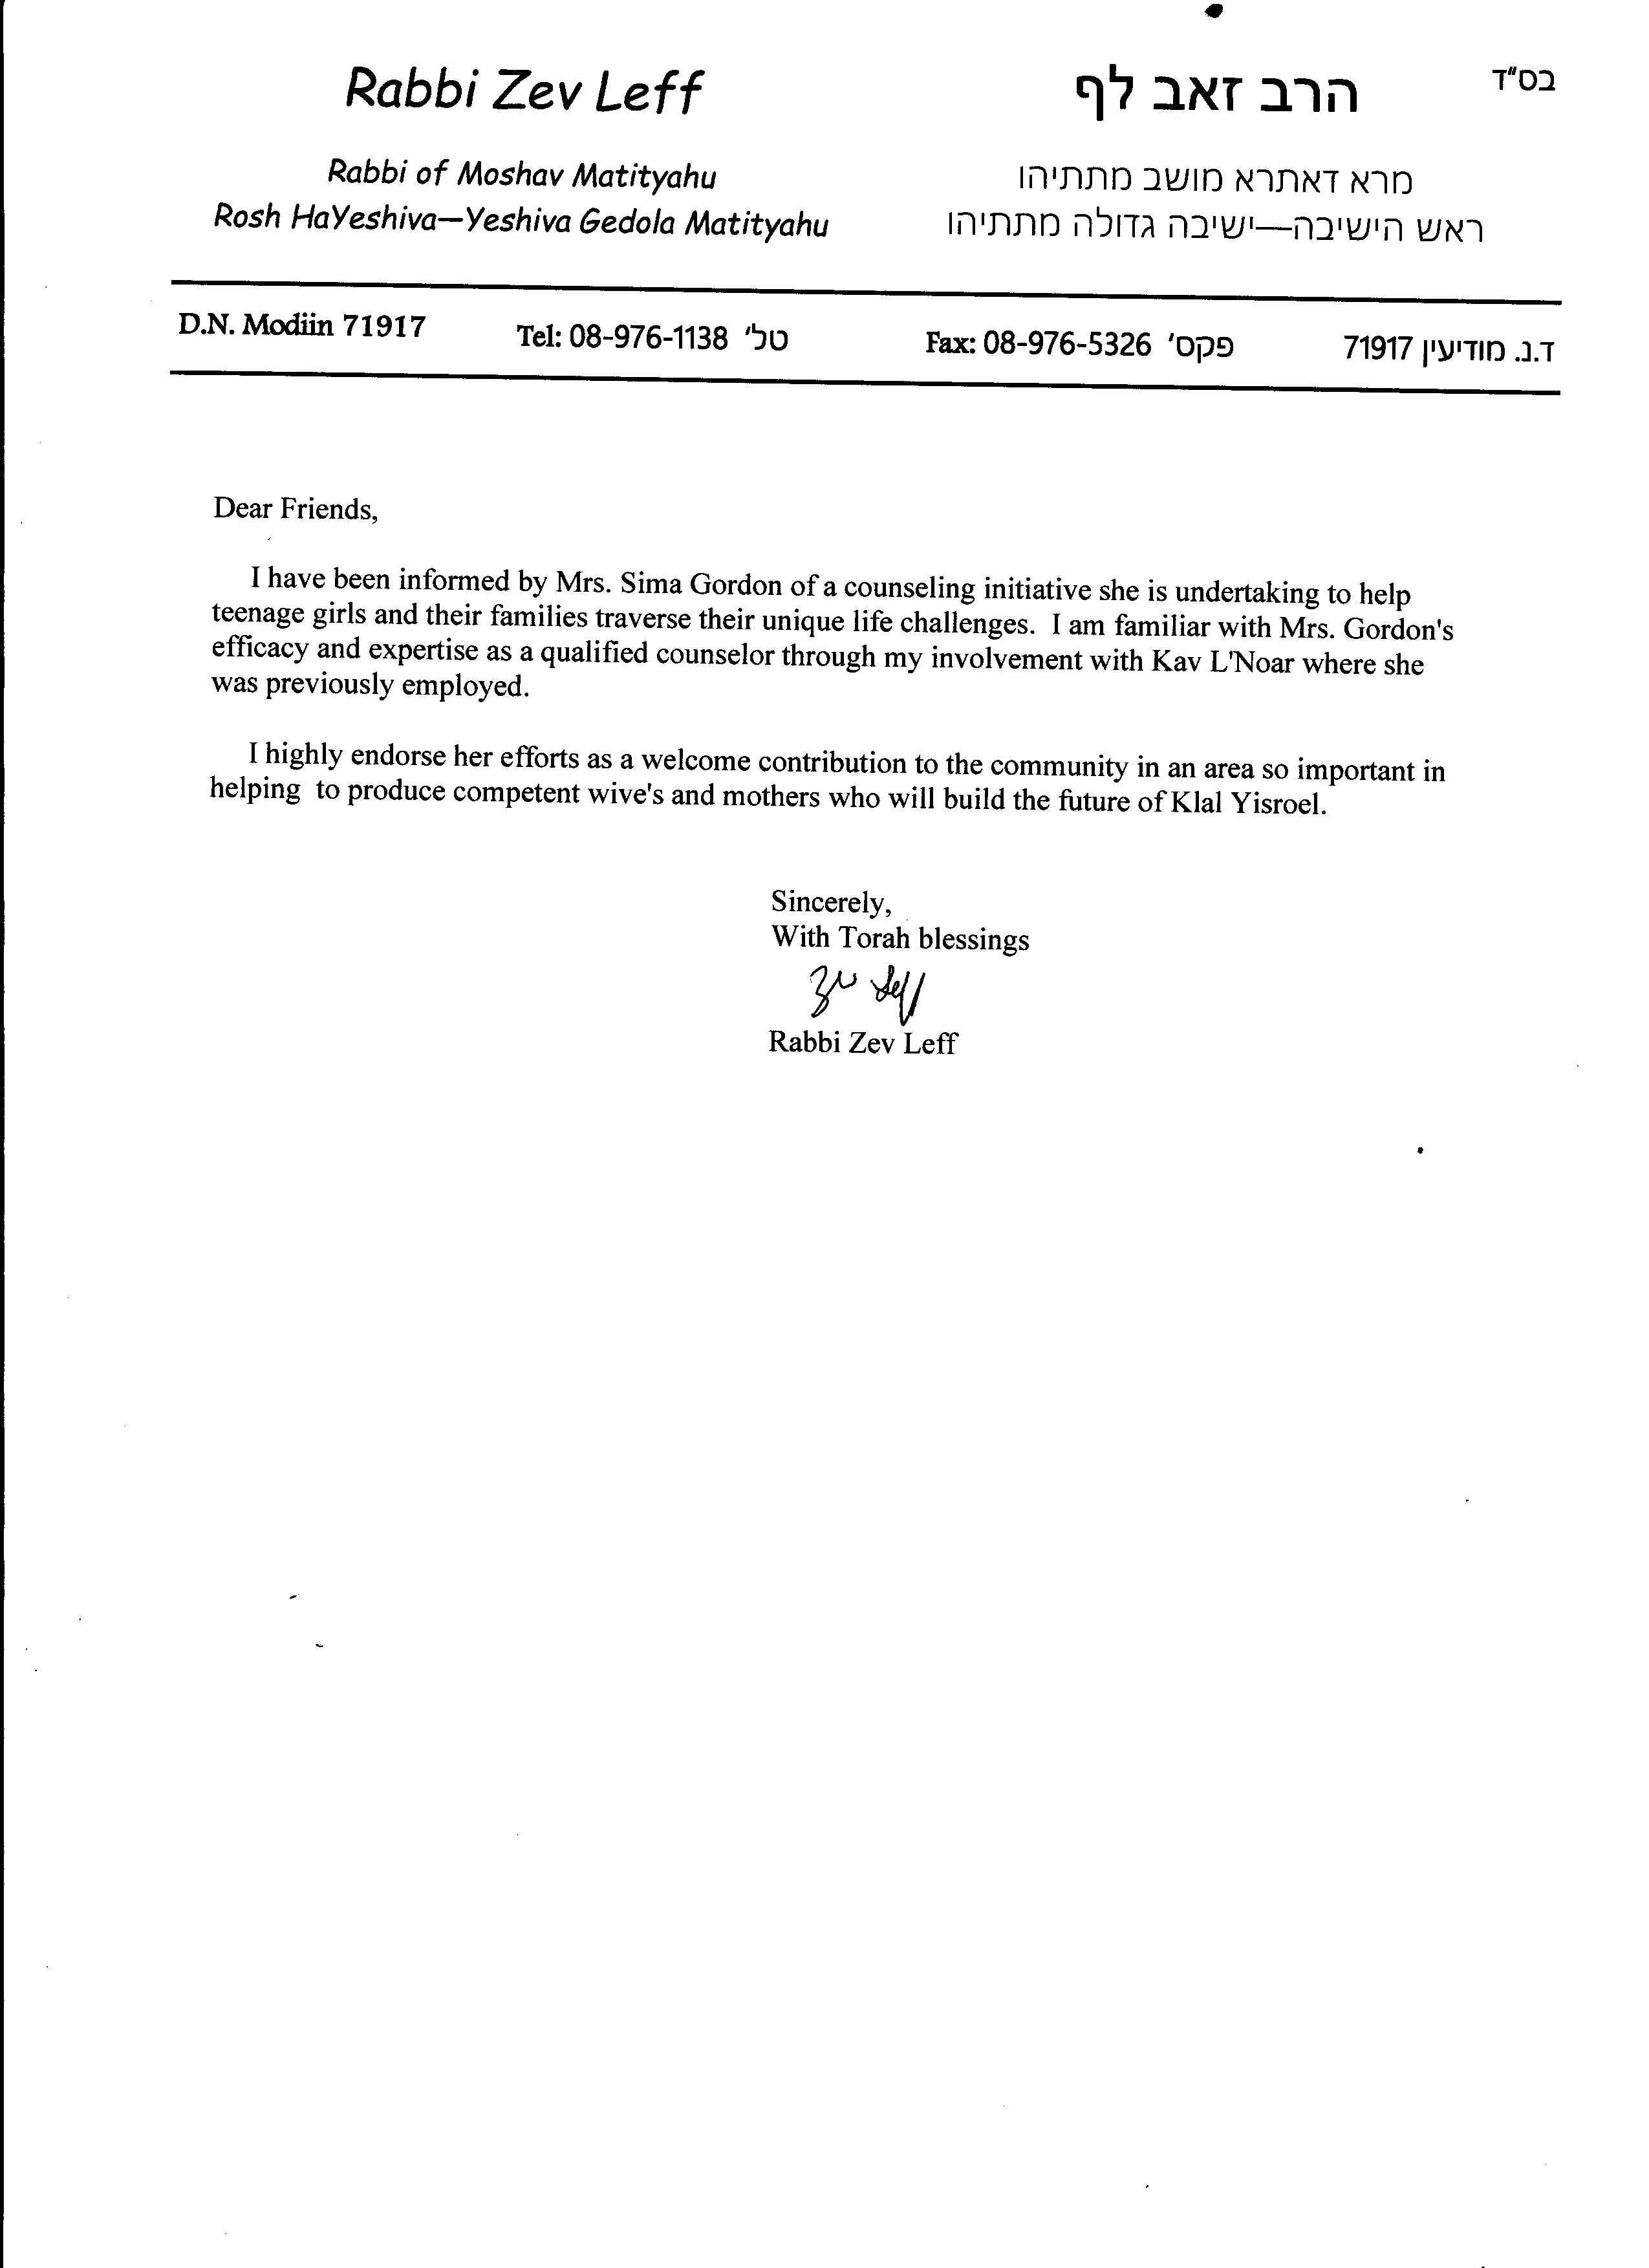 בס"ד
Rabbi Zev Leff
הרב זאב לף
Rabbi of Moshav Matityahu
מרא דאתרא מושב מתתיהו
Rosh HaYeshiva—Yeshiva Gedola Matityahu
ראש הישיבה—ישיבה גדולה מתתיהו
D.N. Modiin 71917 Tel: 08-976-1138 טל' Fax: 08-976-5326 פקס' ד.נ. מודיעין 71917
Dear Friends,
I have been informed by Mrs. Sima Gordon of a counseling initiative she is undertaking to help
teenage girls and their families traverse their unique life challenges.  I am familiar with Mrs. Gordon's
efficacy and expertise as a qualified counselor through my involvement with Kav L'Noar where she
was previously employed.
I highly endorse her efforts as a welcome contribution to the community in an area so important in
helping  to produce competent wive's and mothers who will build the future of Klal Yisroel.
Sincerely,
With Torah blessings
Zev Leff
Rabbi Zev Leff